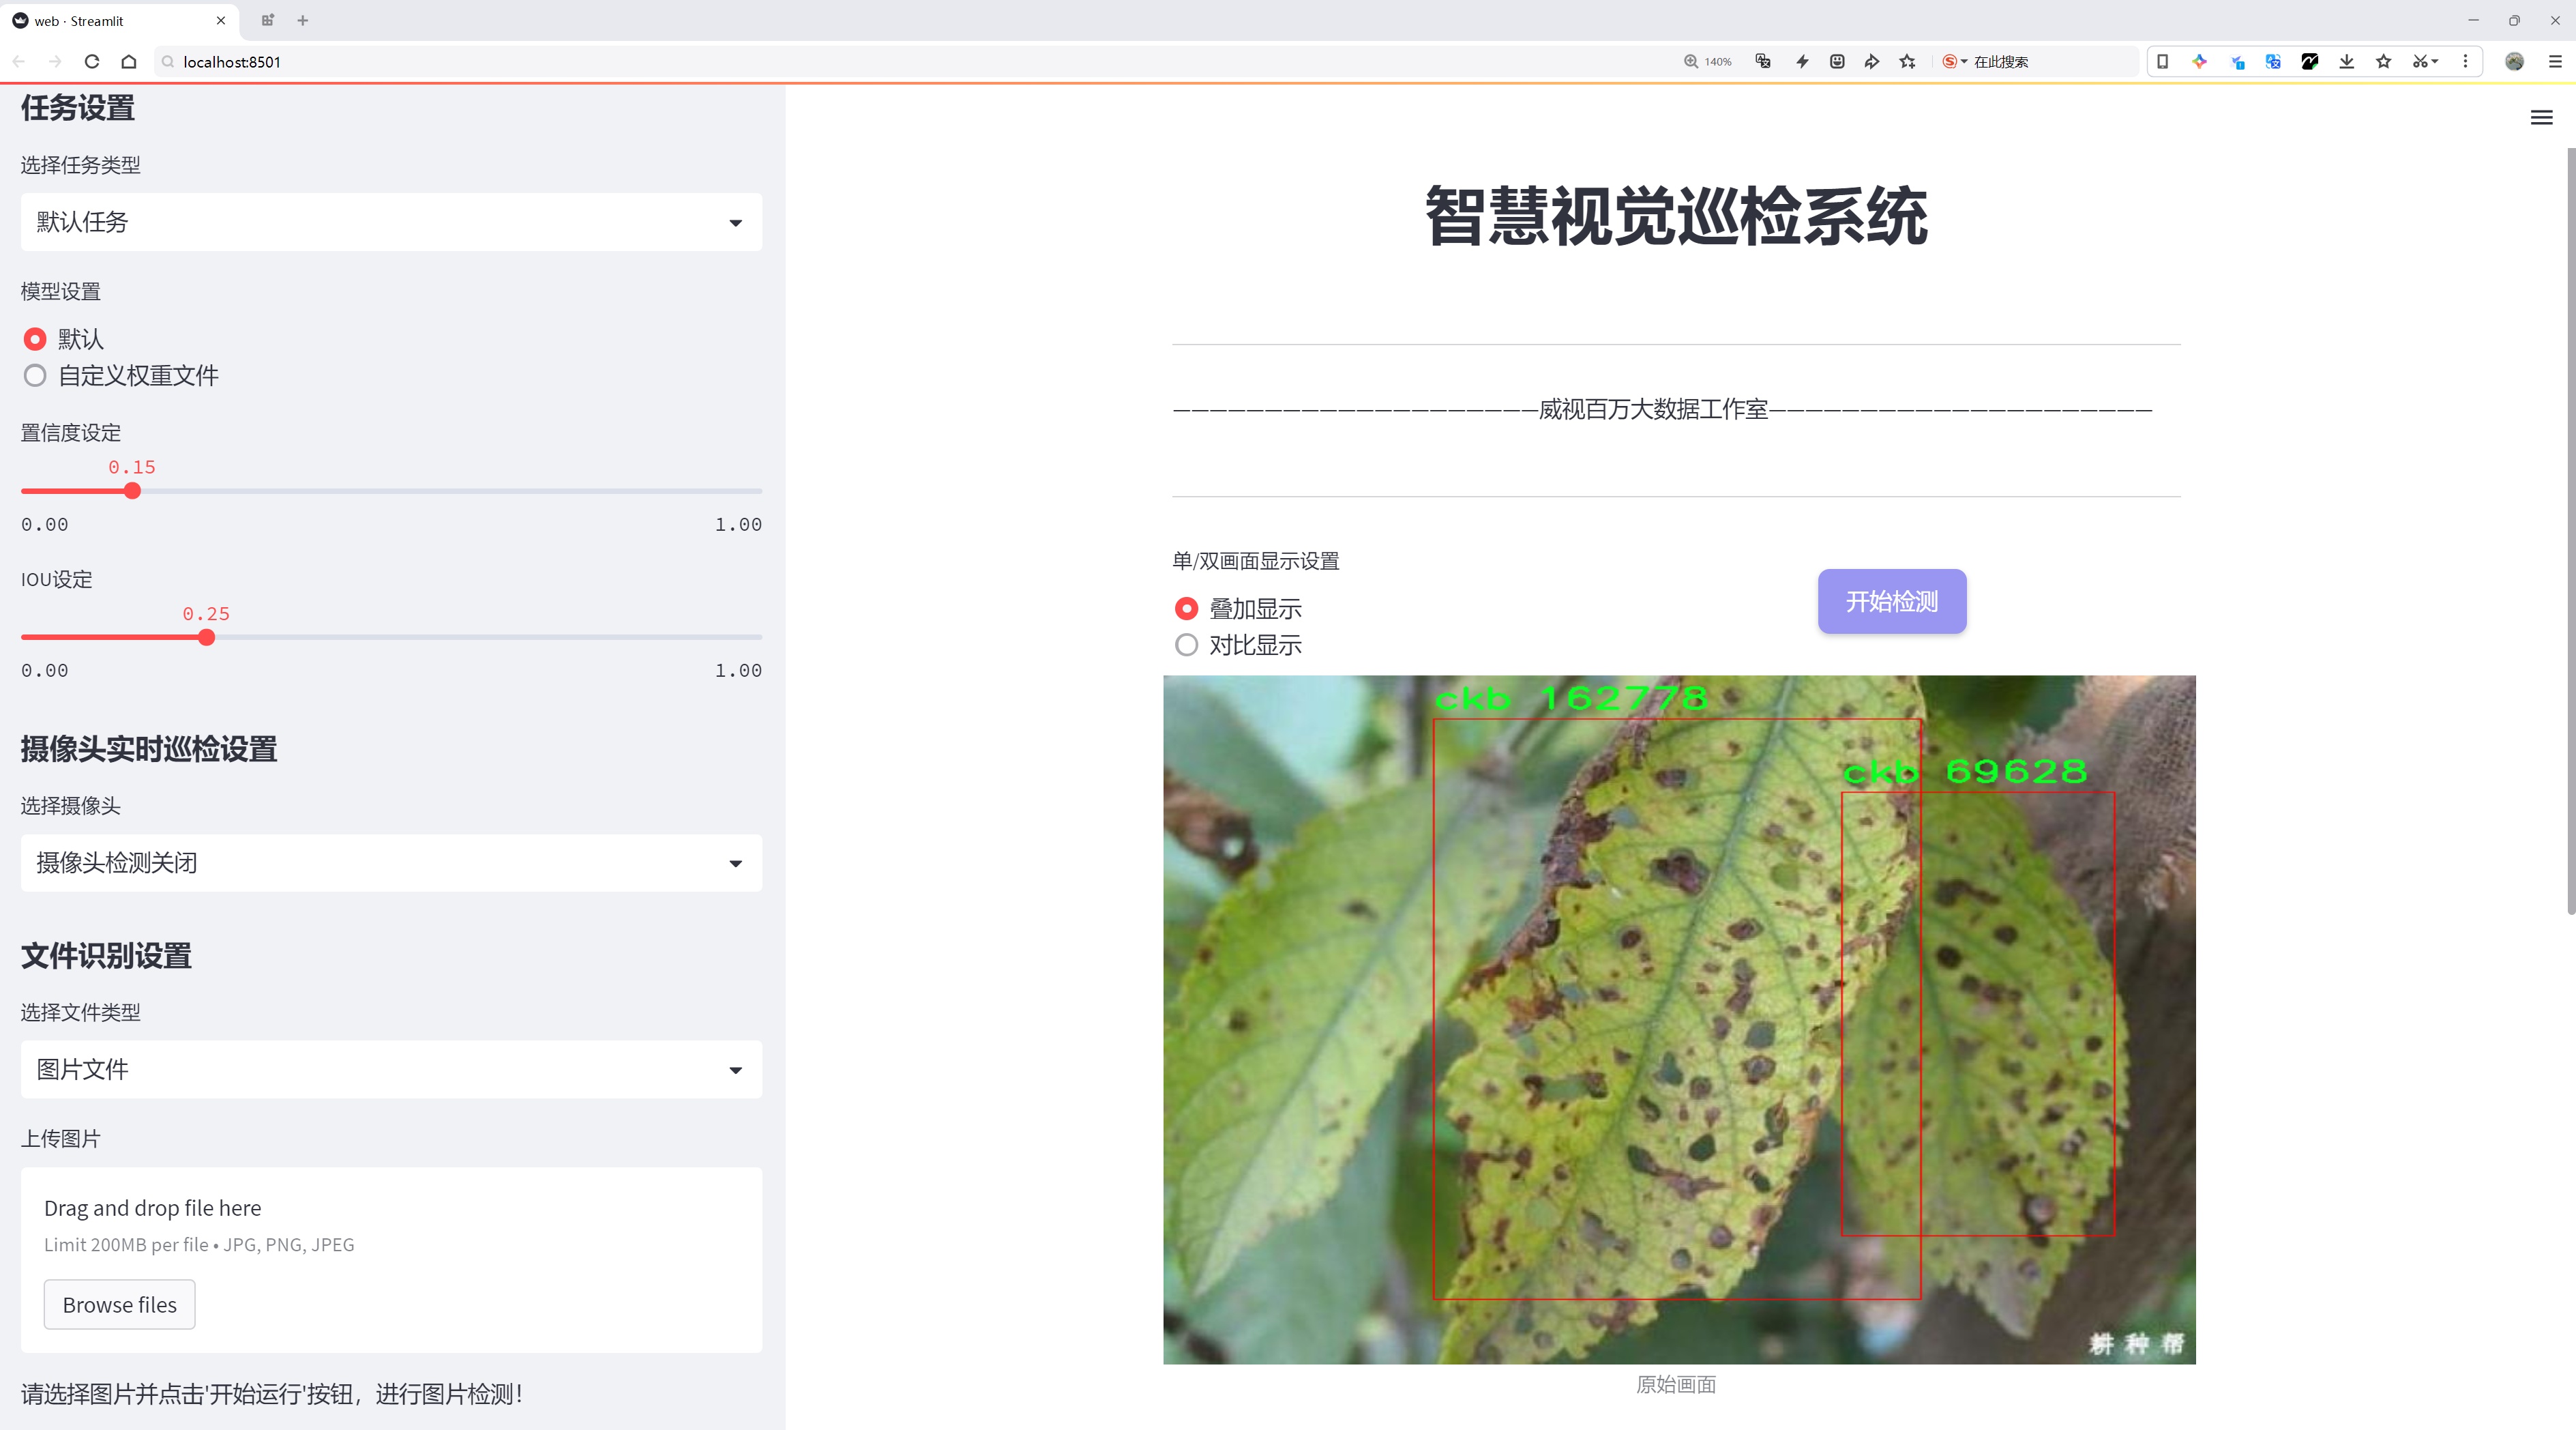 web · Streamlit
localhost:8501
140%
在此搜索
任务设置
选择任务类型
默认任务
模型设置
默认
自定义权重文件
置信度设定
0.15
0.00 1.00
IOU设定
0.25
0.00 1.00
摄像头实时巡检设置
选择摄像头
摄像头检测关闭
文件识别设置
选择文件类型
图片文件
上传图片
Drag and drop file here
Limit 200MB per file • JPG, PNG, JPEG
Browse files
请选择图片并点击'开始运行'按钮，进行图片检测！
智慧视觉巡检系统
————————————————————威视百万大数据工作室—————————————————————
单/双画面显示设置
叠加显示
对比显示
开始检测
ckb 162778
ckb 69628
耕种帮
原始画面